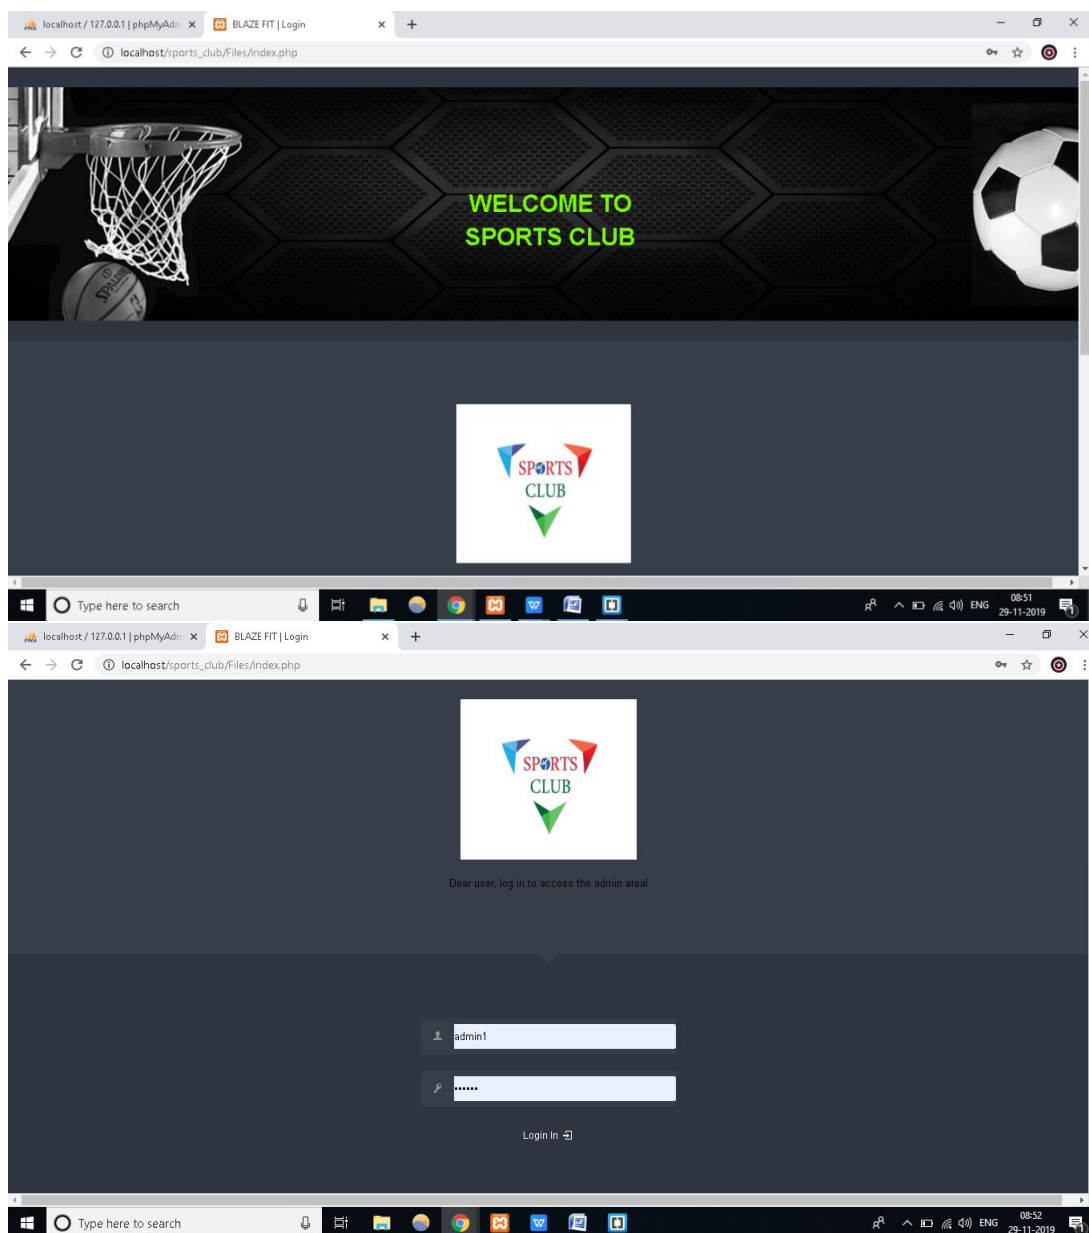 localhost / 127.0.0.1 | phpMyAdm
BLAZE FIT | Login
localhost/sports_club/Files/index.php
SPALDING
WELCOME TO
SPORTS CLUB
SPORTS
CLUB
Type here to search
ENG
08:51
29-11-2019
localhost / 127.0.0.1 | phpMyAdm
BLAZE FIT | Login
localhost/sports_club/Files/index.php
SPORTS
CLUB
Dear user, log in to access the admin area!
admin1
••••••
Login In
Type here to search
ENG
08:52
29-11-2019